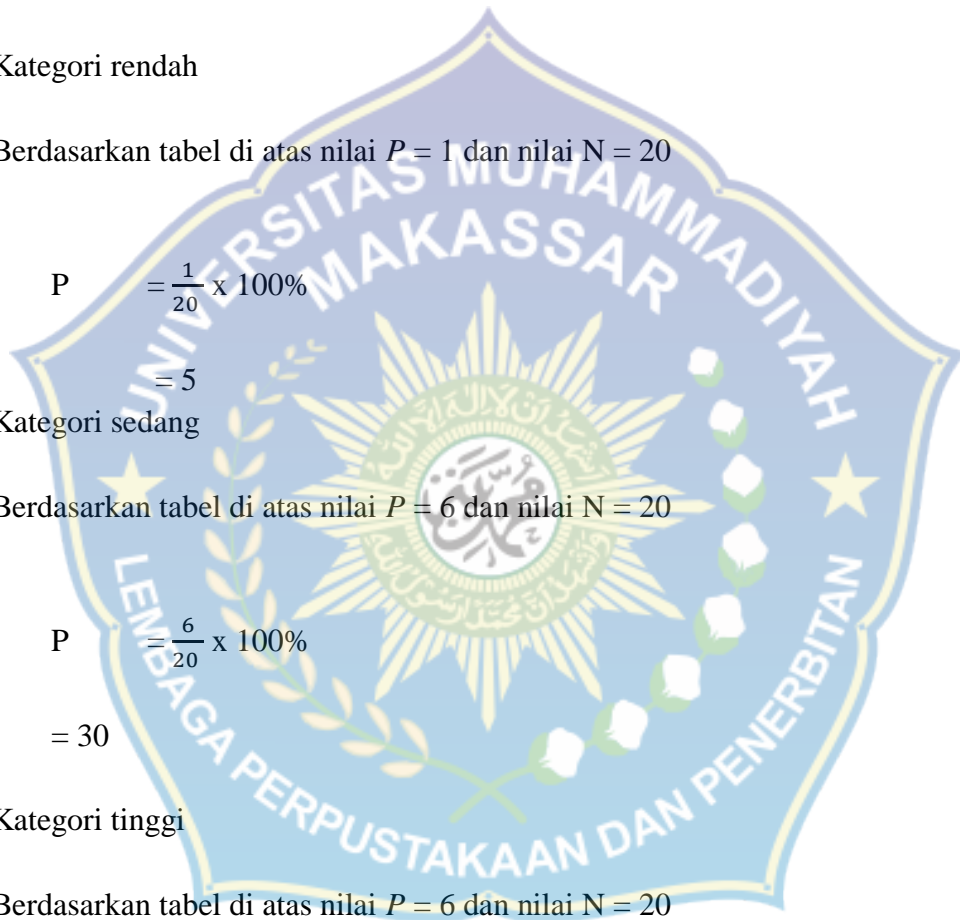 Kategori rendah
Berdasarkan tabel di atas nilai P = 1 dan nilai N = 20
P = 1/20 x 100%
= 5
Kategori sedang
Berdasarkan tabel di atas nilai P = 6 dan nilai N = 20
P = 6/20 x 100%
= 30
Kategori tinggi
Berdasarkan tabel di atas nilai P = 6 dan nilai N = 20
UNIVERSITAS MUHAMMADIYAH
MAKASSAR
LEMBAGA PERPUSTAKAAN DAN PENERBITAN